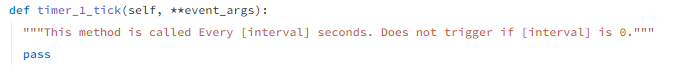 def timer_1_tick(self, **event_args):
"""This method is called Every [interval] seconds. Does not trigger if [interval] is 0."""
pass